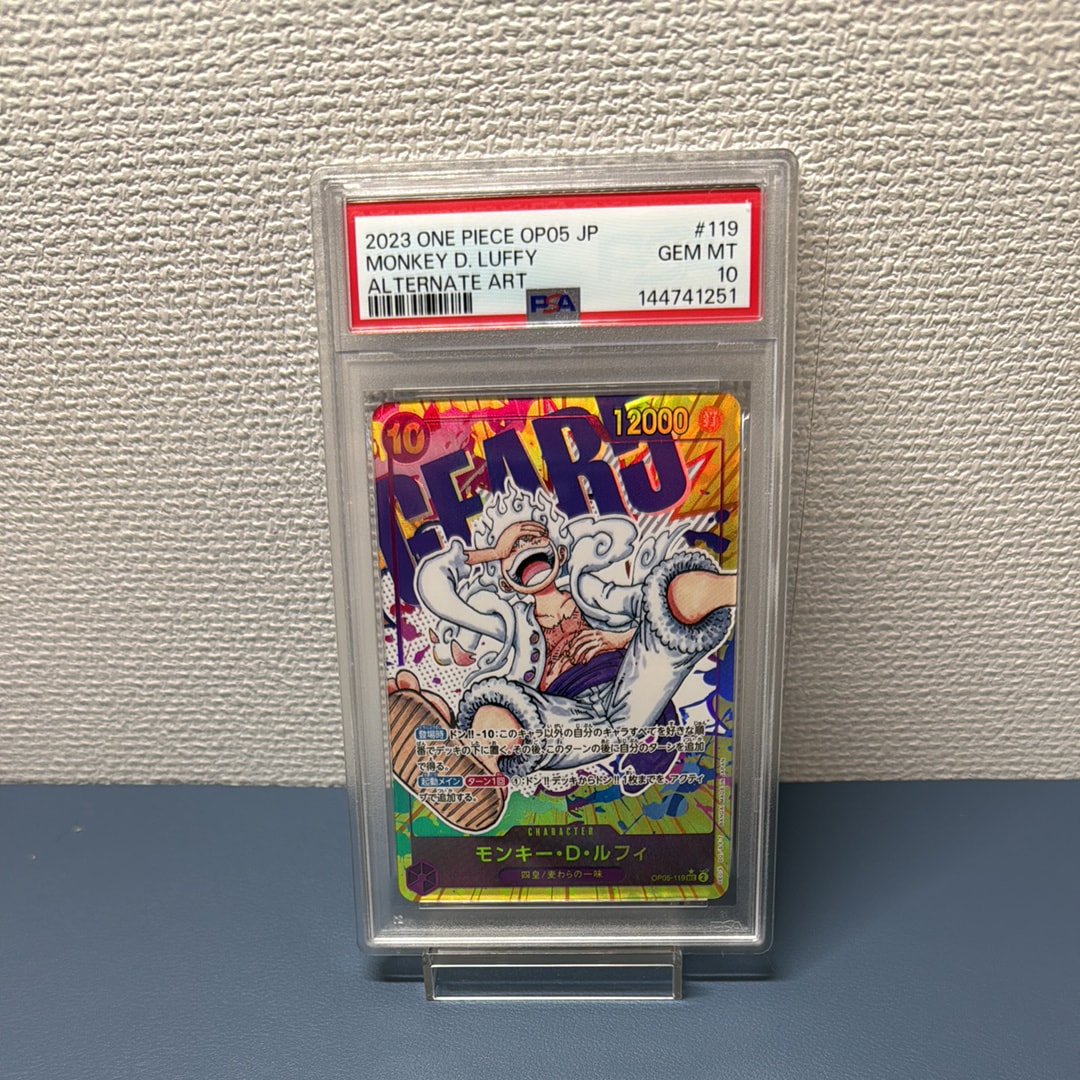 2023 ONE PIECE OP05 JP #119
MONKEY D. LUFFY GEM MT
ALTERNATE ART 10
PSA 144741251
10 12000
GEAR5
登場時 ドン!!-10:このキャラ以外の自分のキャラすべてを好きな順
番でデッキの下に置く。その後、このターンの後に自分のターンを追加
で得る。
起動メイン ターン1回 ①:ドン!!デッキからドン!!1枚までを、アクティ
ブで追加する。
CHARACTER
モンキー・D・ルフィ
四皇/麦わらの一味
OP05-119 SEC 2